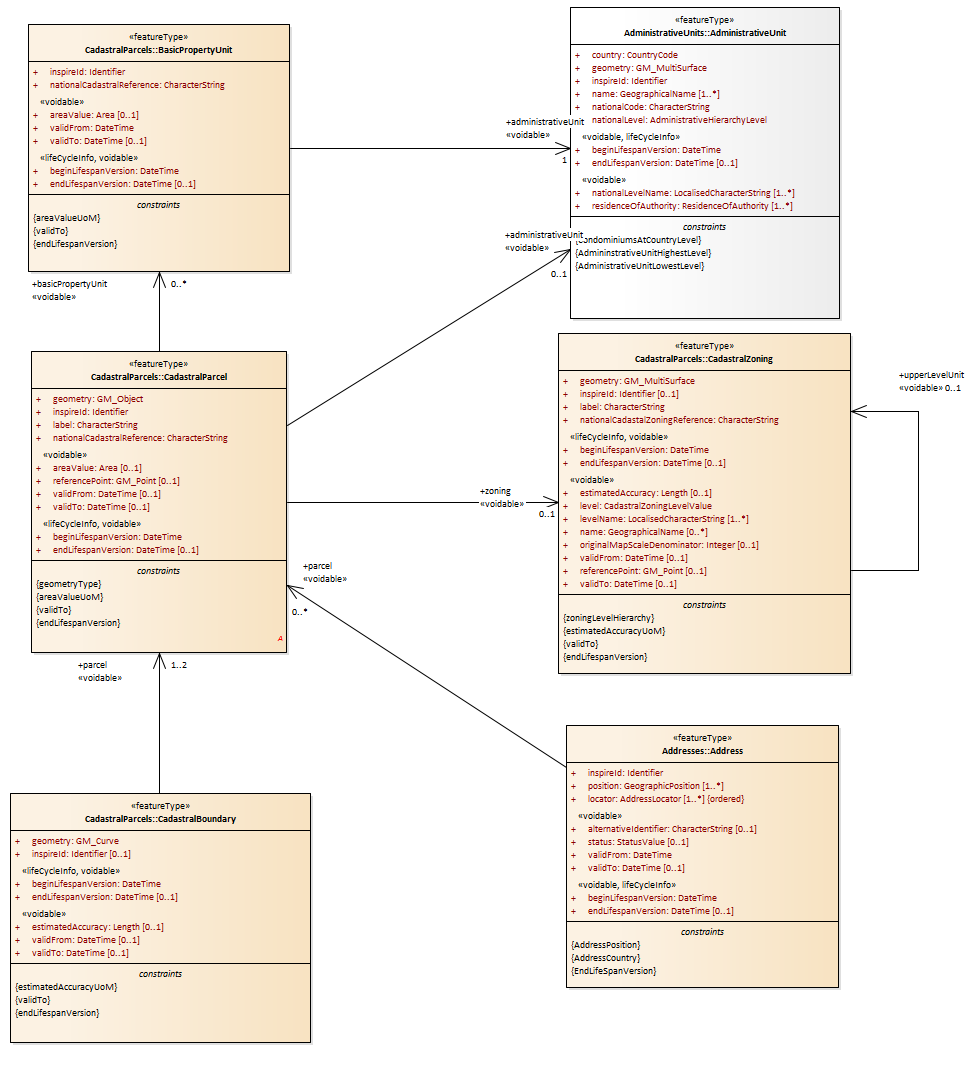 «featureType»
CadastralParcels::BasicPropertyUnit
+ inspireId: Identifier
+ nationalCadastralReference: CharacterString
«voidable»
+ areaValue: Area [0..1]
+ validFrom: DateTime
+ validTo: DateTime [0..1]
«lifeCycleInfo, voidable»
+ beginLifespanVersion: DateTime
+ endLifespanVersion: DateTime [0..1]
constraints
{areaValueUoM}
{validTo}
{endLifespanVersion}
«featureType»
AdministrativeUnits::AdministrativeUnit
+ country: CountryCode
+ geometry: GM_MultiSurface
+ inspireId: Identifier
+ name: GeographicalName [1..*]
+ nationalCode: CharacterString
nationalLevel: AdministrativeHierarchyLevel
«voidable, lifeCycleInfo»
+ beginLifespanVersion: DateTime
+ endLifespanVersion: DateTime [0..1]
«voidable»
+ nationalLevelName: LocalisedCharacterString [1..*]
+ residenceOfAuthority: ResidenceOfAuthority [1..*]
constraints
{condominiumsAtCountryLevel}
{AdmininstrativeUnitHighestLevel}
{AdministrativeUnitLowestLevel}
+administrativeUnit
«voidable»
1
+administrativeUnit
«voidable»
0..1
+basicPropertyUnit
«voidable»
0..*
«featureType»
CadastralParcels::CadastralParcel
+ geometry: GM_Object
+ inspireId: Identifier
+ label: CharacterString
+ nationalCadastralReference: CharacterString
«voidable»
+ areaValue: Area [0..1]
+ referencePoint: GM_Point [0..1]
+ validFrom: DateTime [0..1]
+ validTo: DateTime [0..1]
«lifeCycleInfo, voidable»
+ beginLifespanVersion: DateTime
+ endLifespanVersion: DateTime [0..1]
constraints
{geometryType}
{areaValueUoM}
{validTo}
{endLifespanVersion}
A
«featureType»
CadastralParcels::CadastralZoning
+ geometry: GM_MultiSurface
+ inspireId: Identifier [0..1]
+ label: CharacterString
+ nationalCadastalZoningReference: CharacterString
«lifeCycleInfo, voidable»
+ beginLifespanVersion: DateTime
+ endLifespanVersion: DateTime [0..1]
«voidable»
+ estimatedAccuracy: Length [0..1]
+ level: CadastralZoningLevelValue
+ levelName: LocalisedCharacterString [1..*]
+ name: GeographicalName [0..*]
+ originalMapScaleDenominator: Integer [0..1]
+ validFrom: DateTime [0..1]
+ referencePoint: GM_Point [0..1]
+ validTo: DateTime [0..1]
constraints
{zoningLevelHierarchy}
{estimatedAccuracyUoM}
{validTo}
{endLifespanVersion}
+upperLevelUnit
«voidable» 0..1
+zoning
«voidable»
0..1
+parcel
«voidable»
0..*
+parcel
«voidable»
1..2
«featureType»
Addresses::Address
+ inspireId: Identifier
+ position: GeographicPosition [1..*]
+ locator: AddressLocator [1..*] {ordered}
«voidable»
+ alternativeIdentifier: CharacterString [0..1]
+ status: StatusValue [0..1]
+ validFrom: DateTime
+ validTo: DateTime [0..1]
«voidable, lifeCycleInfo»
+ beginLifespanVersion: DateTime
+ endLifespanVersion: DateTime [0..1]
constraints
{AddressPosition}
{AddressCountry}
{EndLifeSpanVersion}
«featureType»
CadastralParcels::CadastralBoundary
+ geometry: GM_Curve
+ inspireId: Identifier [0..1]
«lifeCycleInfo, voidable»
+ beginLifespanVersion: DateTime
+ endLifespanVersion: DateTime [0..1]
«voidable»
+ estimatedAccuracy: Length [0..1]
+ validFrom: DateTime [0..1]
+ validTo: DateTime [0..1]
constraints
{estimatedAccuracyUoM}
{validTo}
{endLifespanVersion}